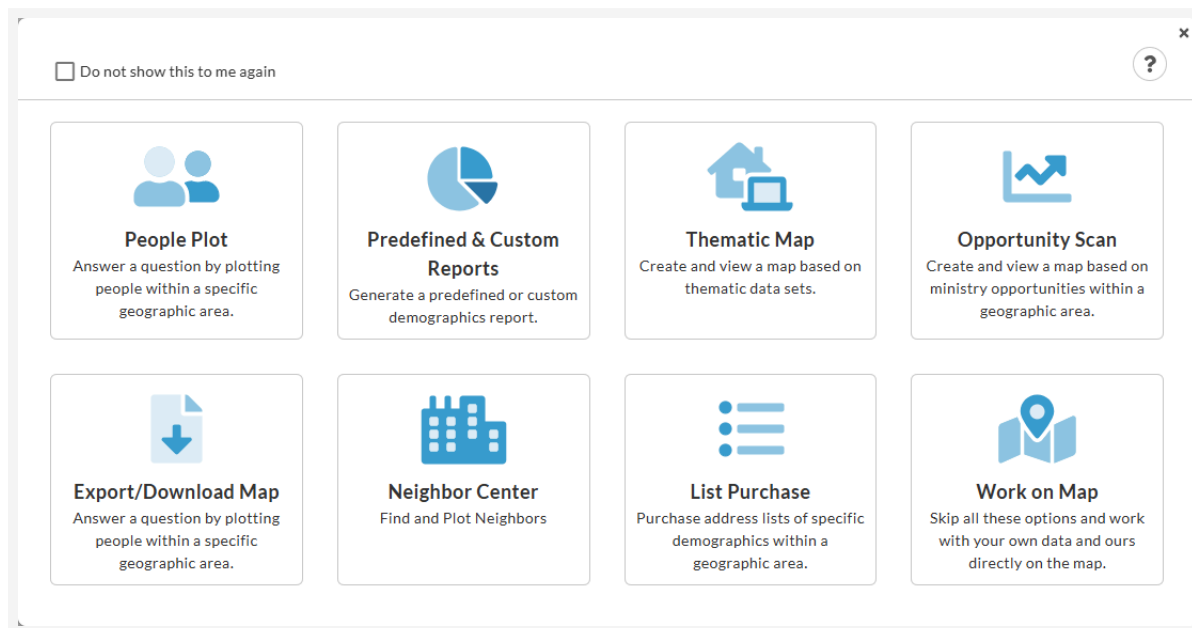 ×
Do not show this to me again
?
People Plot
Answer a question by plotting
people within a specific
geographic area.
Predefined & Custom
Reports
Generate a predefined or custom
demographics report.
Thematic Map
Create and view a map based on
thematic data sets.
Opportunity Scan
Create and view a map based on
ministry opportunities within a
geographic area.
Export/Download Map
Answer a question by plotting
people within a specific
geographic area.
Neighbor Center
Find and Plot Neighbors
List Purchase
Purchase address lists of specific
demographics within a
geographic area.
Work on Map
Skip all these options and work
with your own data and ours
directly on the map.